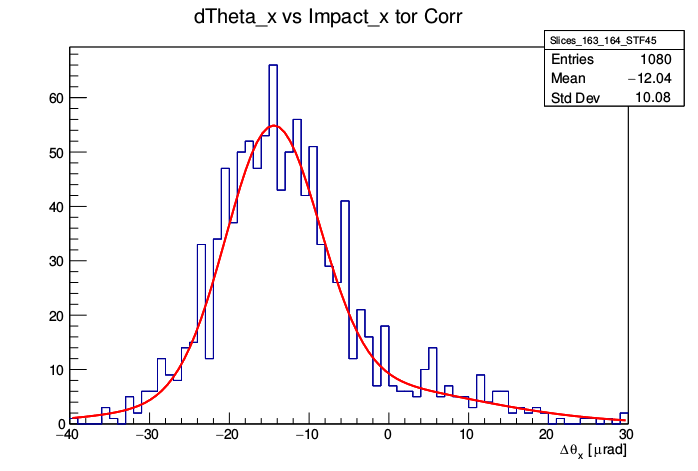 dTheta_x vs Impact_x tor Corr
Slices_163_164_STF45
Entries 1080
Mean −12.04
Std Dev 10.08
60
50
40
30
20
10
0
−40 −30 −20 −10 0 10 20 30
Δθx [μrad]